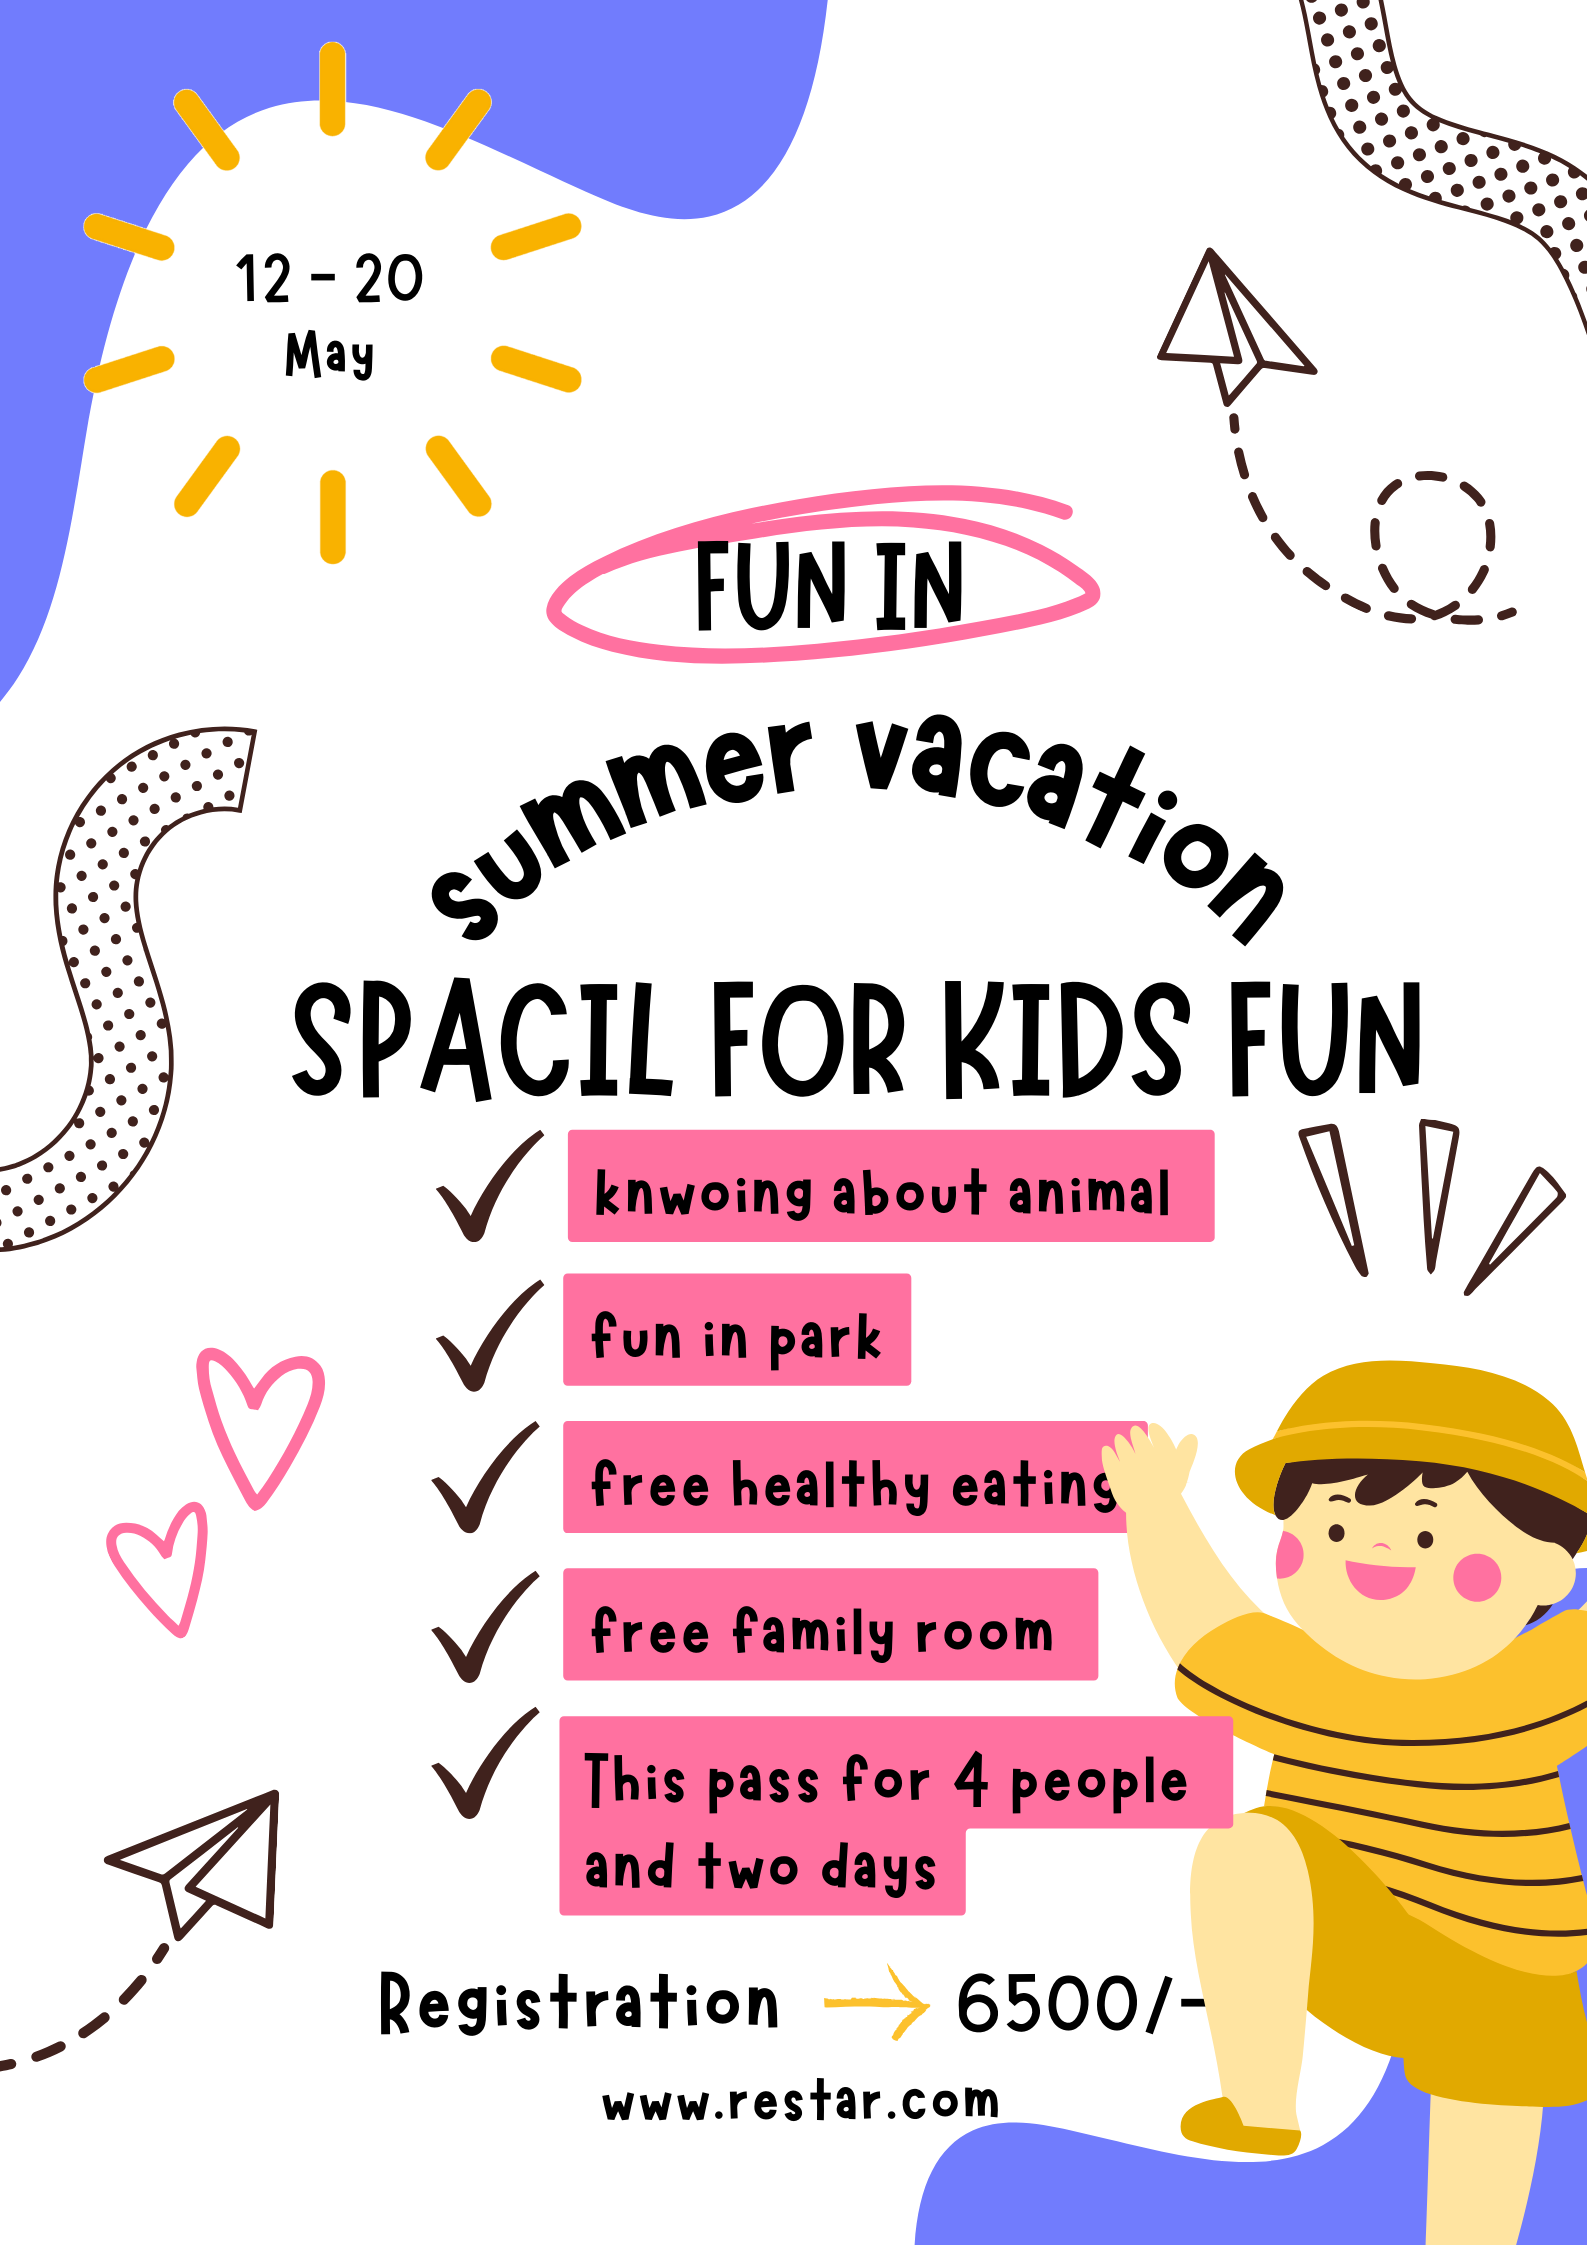 12 - 20
May
FUN IN
summer vacation
SPACIL FOR KIDS FUN
knwoing about animal
fun in park
free healthy eating
free family room
This pass for 4 people
and two days
Registration → 6500/-
www.restar.com